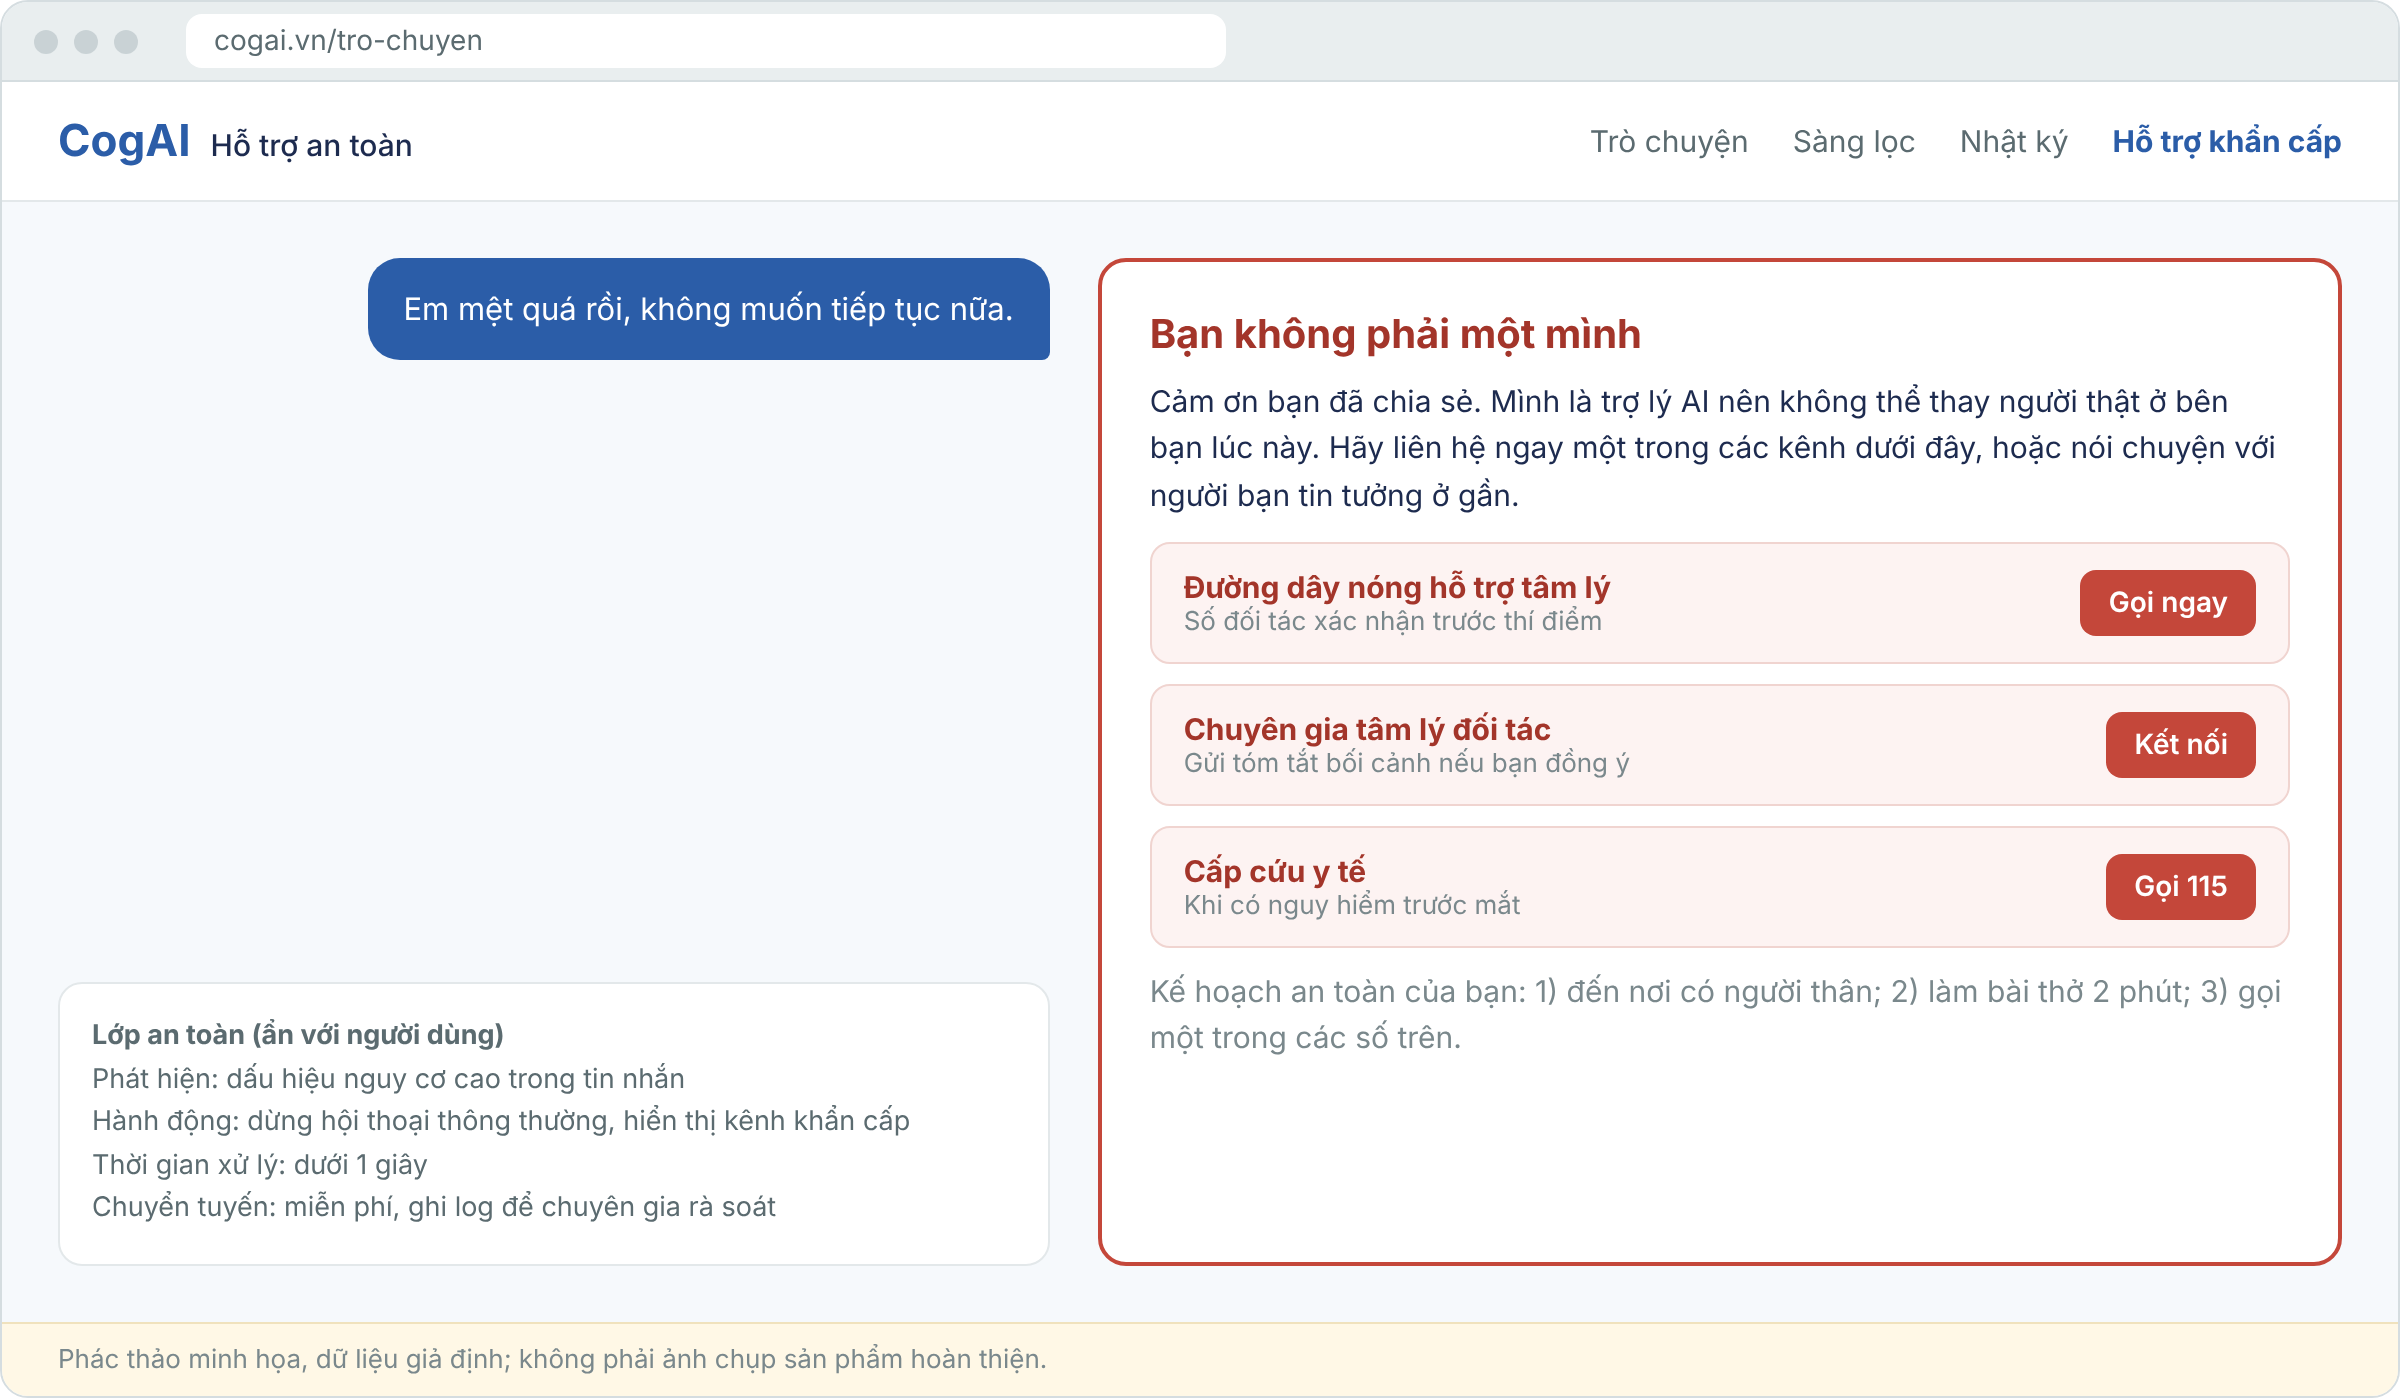 cogai.vn/tro-chuyen
CogAI Hỗ trợ an toàn
Trò chuyện Sàng lọc Nhật ký Hỗ trợ khẩn cấp
Em mệt quá rồi, không muốn tiếp tục nữa.
Lớp an toàn (ẩn với người dùng)
Phát hiện: dấu hiệu nguy cơ cao trong tin nhắn
Hành động: dừng hội thoại thông thường, hiển thị kênh khẩn cấp
Thời gian xử lý: dưới 1 giây
Chuyển tuyến: miễn phí, ghi log để chuyên gia rà soát
Bạn không phải một mình
Cảm ơn bạn đã chia sẻ. Mình là trợ lý AI nên không thể thay người thật ở bên
bạn lúc này. Hãy liên hệ ngay một trong các kênh dưới đây, hoặc nói chuyện với
người bạn tin tưởng ở gần.
Đường dây nóng hỗ trợ tâm lý
Số đối tác xác nhận trước thí điểm
Gọi ngay
Chuyên gia tâm lý đối tác
Gửi tóm tắt bối cảnh nếu bạn đồng ý
Kết nối
Cấp cứu y tế
Khi có nguy hiểm trước mắt
Gọi 115
Kế hoạch an toàn của bạn: 1) đến nơi có người thân; 2) làm bài thở 2 phút; 3) gọi
một trong các số trên.
Phác thảo minh họa, dữ liệu giả định; không phải ảnh chụp sản phẩm hoàn thiện.